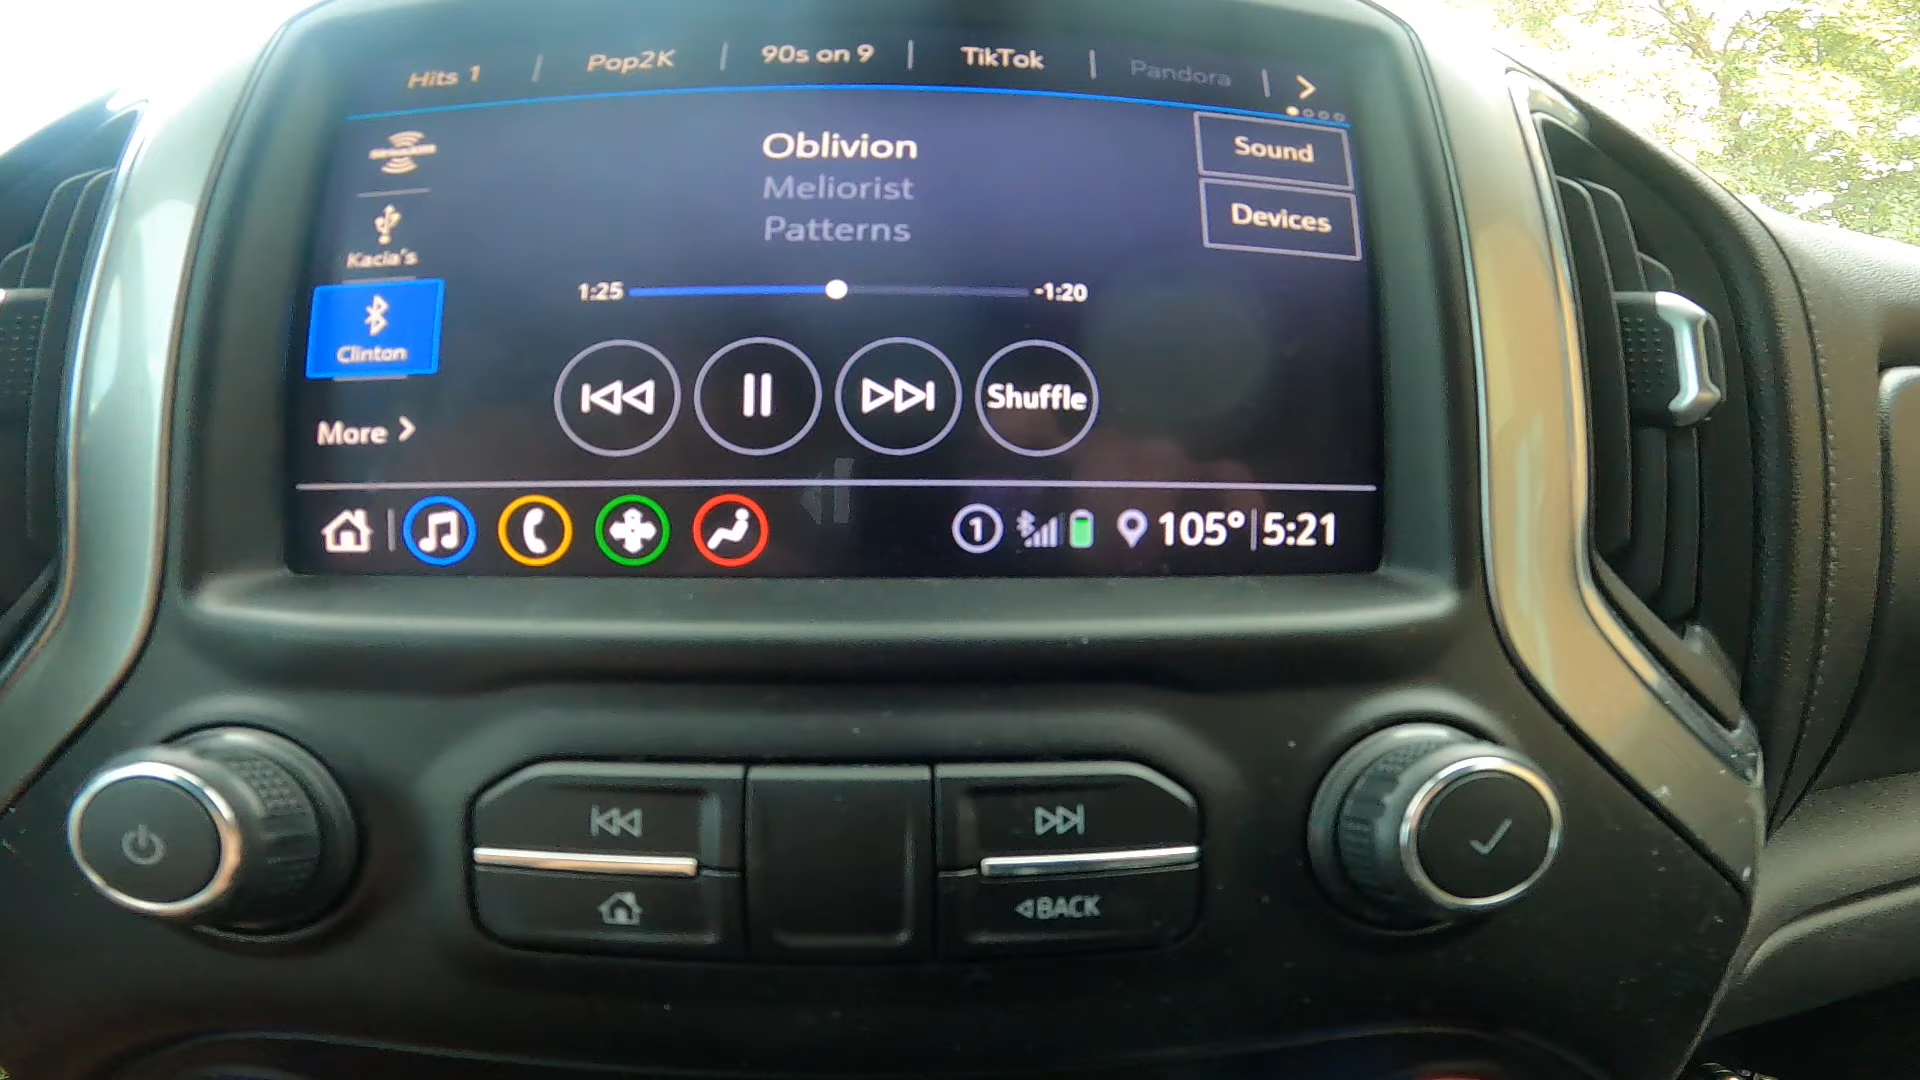 Hits 1 | Pop2K | 90s on 9 | TikTok | Pandora
Oblivion
Meliorist
Patterns
Sound
Devices
Kacia's
Clinton
More
1:25 -1:20
Shuffle
1 105° 5:21
BACK